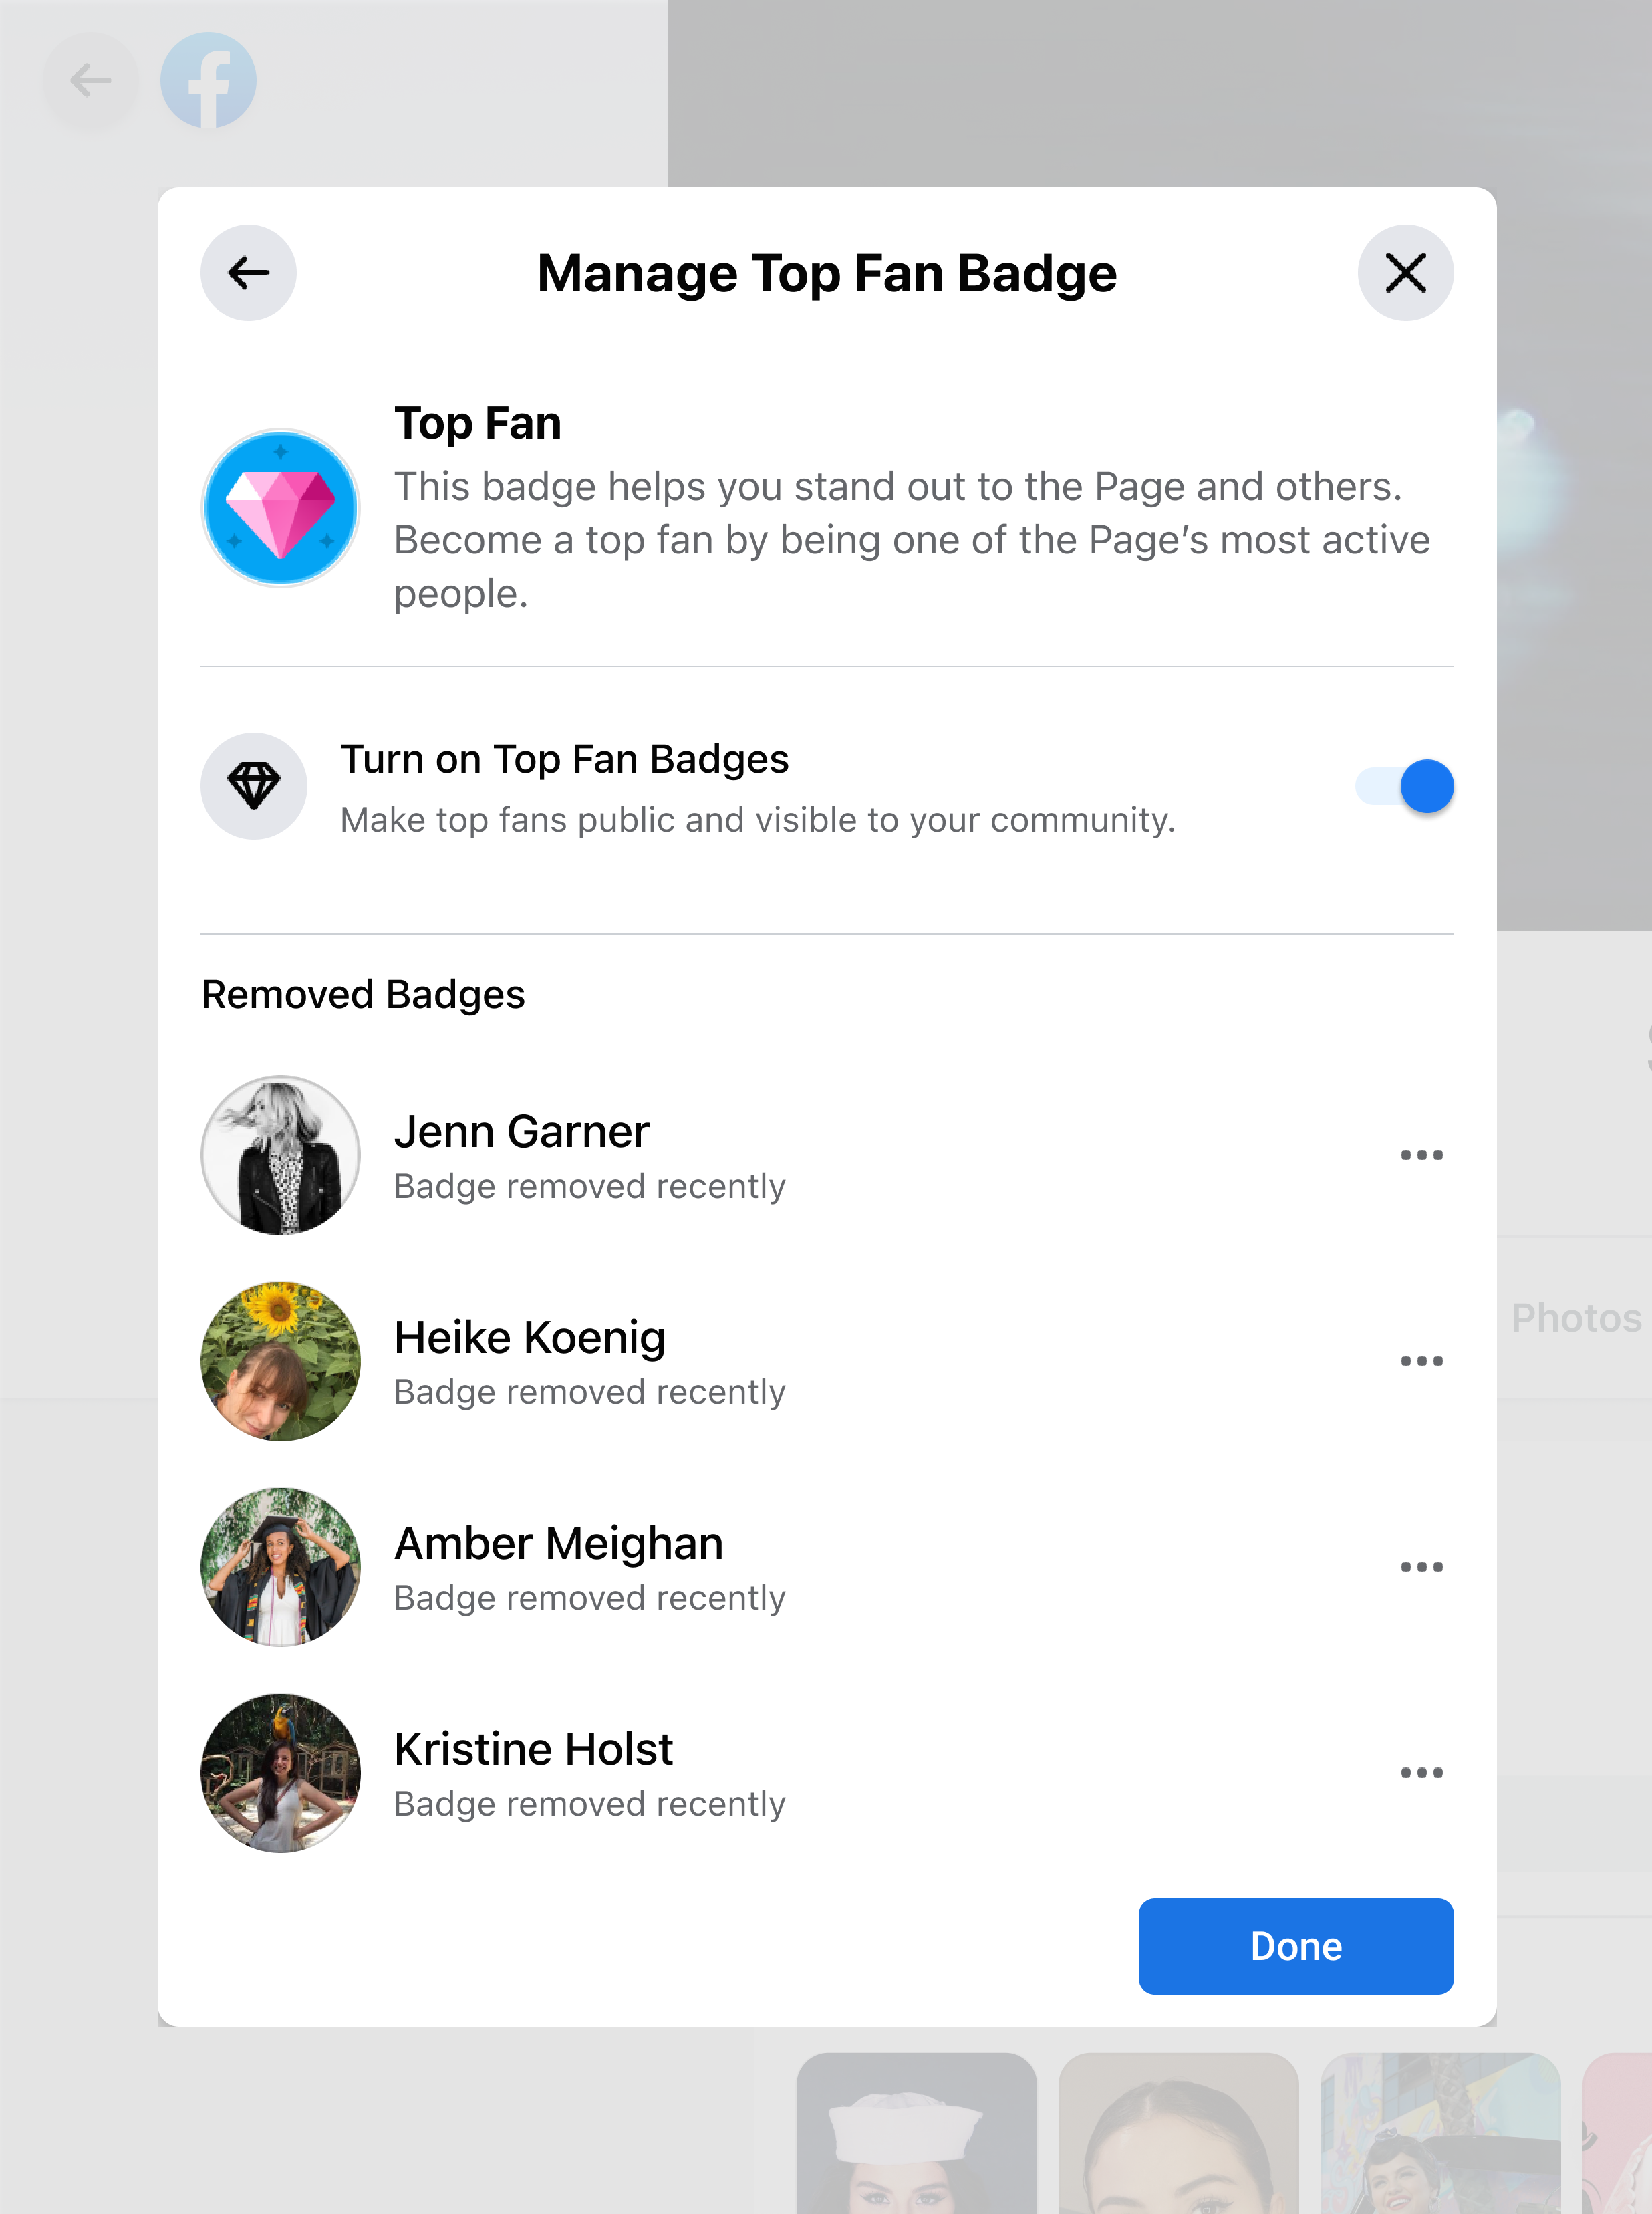 Manage Top Fan Badge
Top Fan
This badge helps you stand out to the Page and others.
Become a top fan by being one of the Page’s most active
people.
Turn on Top Fan Badges
Make top fans public and visible to your community.
Removed Badges
Jenn Garner
Badge removed recently
Heike Koenig
Badge removed recently
Photos
Amber Meighan
Badge removed recently
Kristine Holst
Badge removed recently
Done